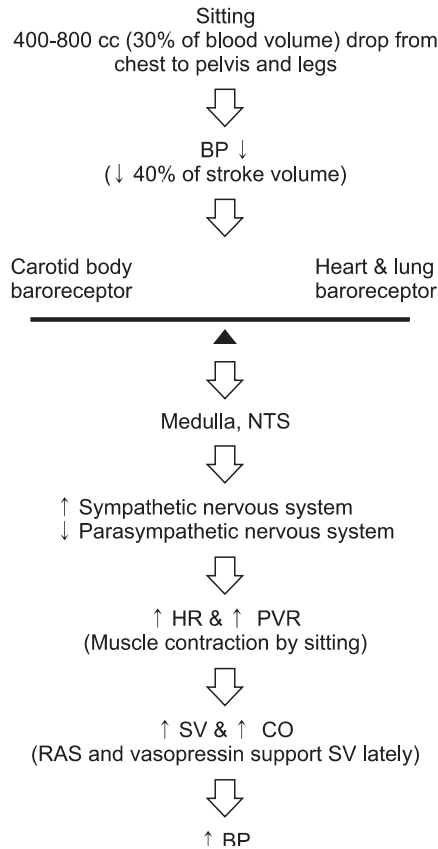 Sitting
400-800 cc (30% of blood volume) drop from
chest to pelvis and legs
BP ↓
(↓ 40% of stroke volume)
Carotid body
baroreceptor
Heart & lung
baroreceptor
Medulla, NTS
↑ Sympathetic nervous system
↓ Parasympathetic nervous system
↑ HR & ↑ PVR
(Muscle contraction by sitting)
↑ SV & ↑ CO
(RAS and vasopressin support SV lately)
↑ BP